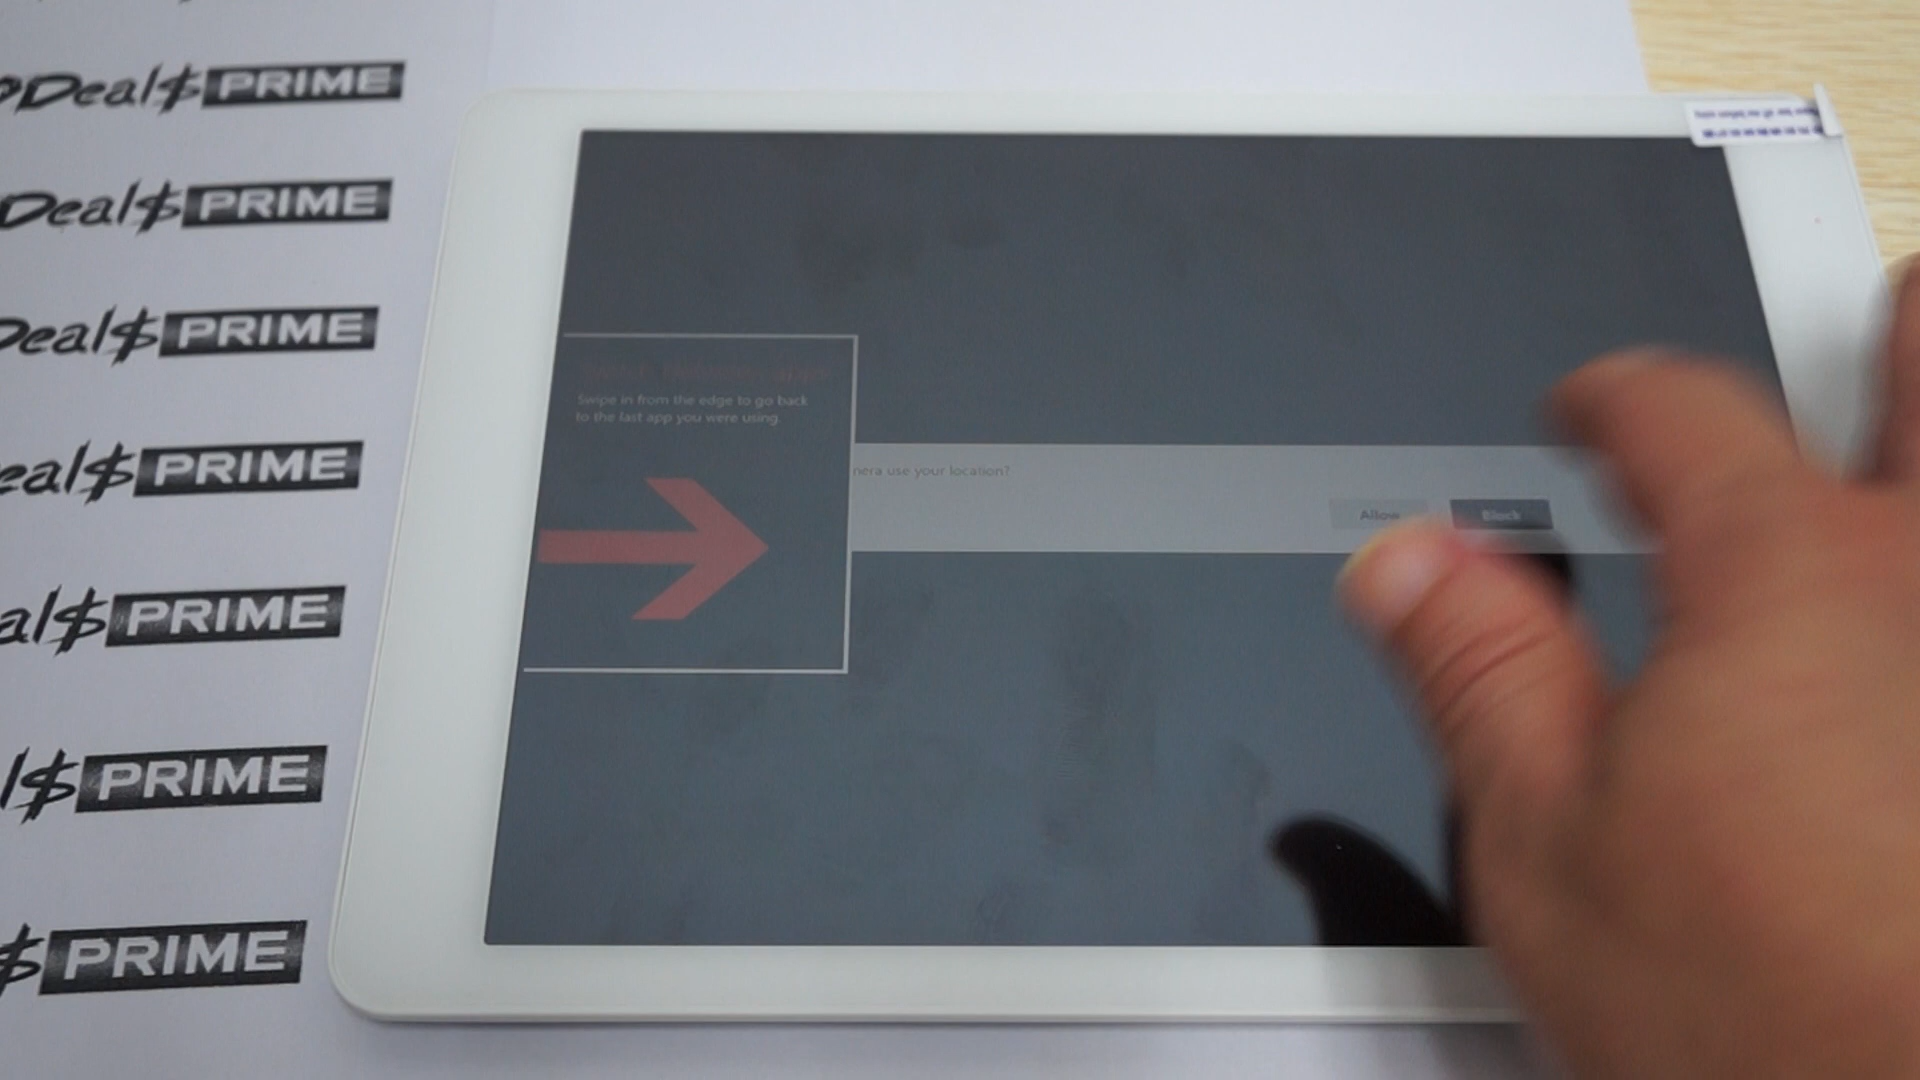 Deal$ PRIME
Deal$ PRIME
Deal$ PRIME
eal$ PRIME
al$ PRIME
l$ PRIME
$ PRIME
Swipe in from the edge to go back
to the last app you were using.
nera use your location?
Allow
Block